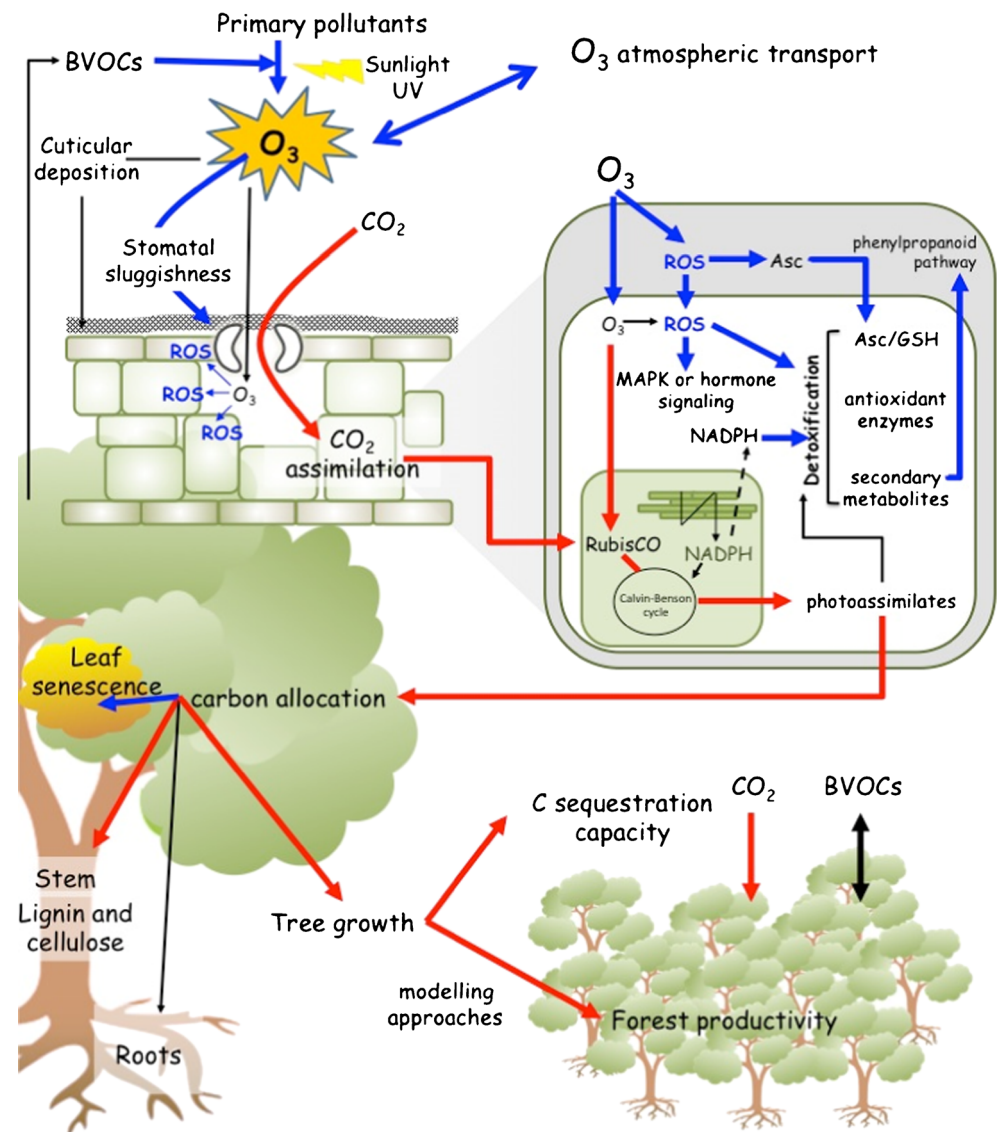 Primary pollutants
BVOCs
Sunlight
UV
O3 atmospheric transport
O3
Cuticular
deposition
CO2
Stomatal
sluggishness
ROS
ROS
O3
ROS
CO2
assimilation
O3
phenylpropanoid
pathway
ROS
Asc
O3
ROS
Asc/GSH
MAPK or hormone
signaling
antioxidant
enzymes
Detoxification
NADPH
secondary
metabolites
RubisCO
NADPH
Calvin-Benson
cycle
photoassimilates
Leaf
senescence
carbon allocation
C sequestration
capacity
CO2
BVOCs
Stem
Lignin and
cellulose
Tree growth
modelling
approaches
Forest productivity
Roots